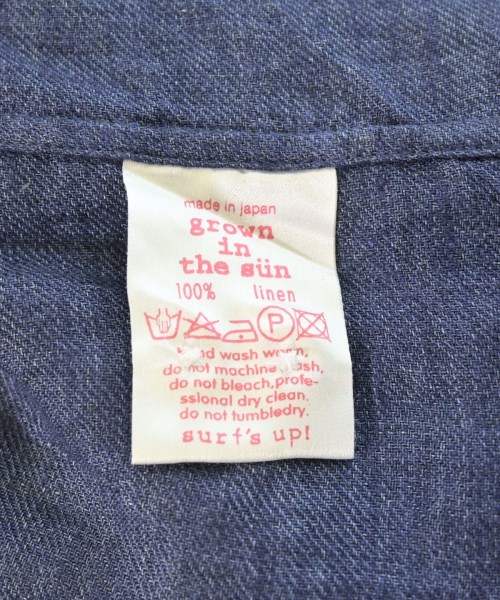 made in japan
grown
in
the sün
100% linen
P
hand wash warm,
do not machine wash,
do not bleach, profe-
ssional dry clean,
do not tumbledry.
surf's up!